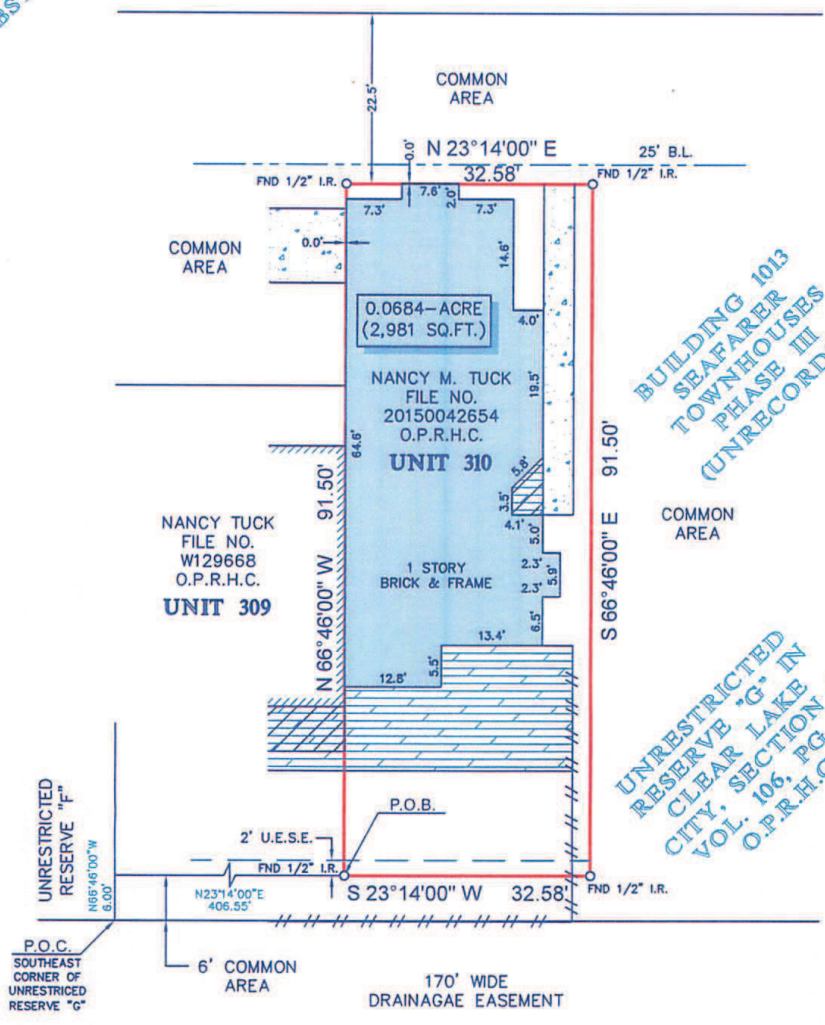 COMMON
AREA
22.5'
0.0'
N 23°14'00" E
25' B.L.
FND 1/2" I.R.
32.58'
FND 1/2" I.R.
7.6'
2.0'
7.3'
7.3'
COMMON
AREA
0.0'
14.6'
0.0684-ACRE
(2,981 SQ.FT.)
4.0'
BUILDING 1013
SEAFARER
TOWNHOUSES
PHASE III
NANCY M. TUCK
FILE NO.
20150042654
O.P.R.H.C.
UNIT 310
19.5'
64.6'
5.8'
3.5'
4.1'
5.0'
N 66°46'00" W 91.50'
S 66°46'00" E 91.50'
COMMON
AREA
NANCY TUCK
FILE NO.
W129668
O.P.R.H.C.
UNIT 309
1 STORY
BRICK & FRAME
2.3'
5.9'
2.3'
6.5'
13.4'
5.5'
12.8'
UNRESTRICTED
RESERVE "G" IN
CLEAR LAKE
CITY, SECTION
VOL. 106, PG
UNRESTRICTED
RESERVE "F"
N66°46'00"W
6.00'
P.O.B.
2' U.E.S.E.
FND 1/2" I.R.
N23°14'00"E
406.55'
S 23°14'00" W 32.58'
FND 1/2" I.R.
P.O.C.
SOUTHEAST
CORNER OF
UNRESTRICED
RESERVE "G"
6' COMMON
AREA
170' WIDE
DRAINAGAE EASEMENT